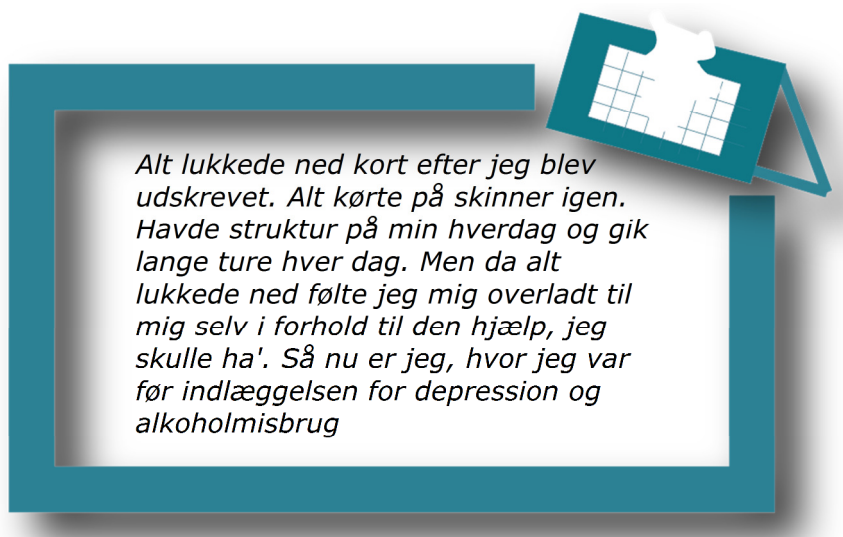 Alt lukkede ned kort efter jeg blev
udskrevet. Alt kørte på skinner igen.
Havde struktur på min hverdag og gik
lange ture hver dag. Men da alt
lukkede ned følte jeg mig overladt til
mig selv i forhold til den hjælp, jeg
skulle ha'. Så nu er jeg, hvor jeg var
før indlæggelsen for depression og
alkoholmisbrug